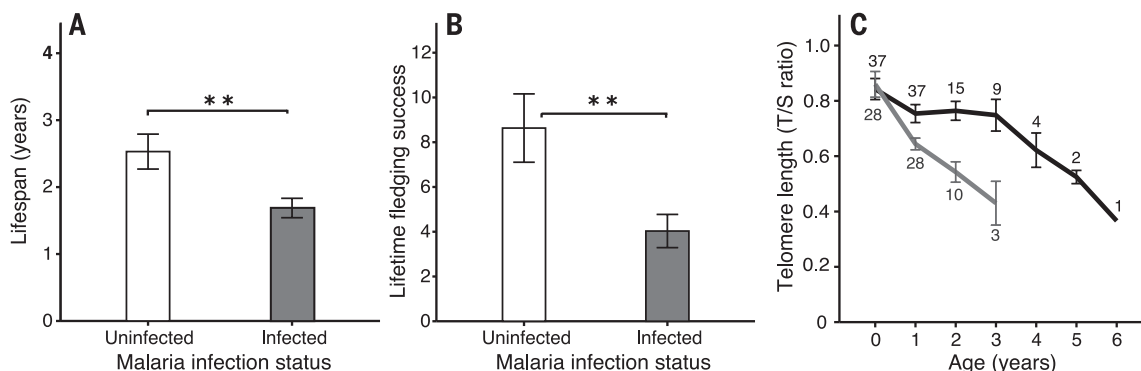 A
Lifespan (years)
4
3
2
1
0
**
Uninfected
Infected
Malaria infection status
B
Lifetime fledging success
12
10
8
6
4
2
0
**
Uninfected
Infected
Malaria infection status
C
Telomere length (T/S ratio)
1.0
0.8
0.6
0.4
0.2
0
37
37
15
9
4
2
1
28
28
10
3
0 1 2 3 4 5 6
Age (years)